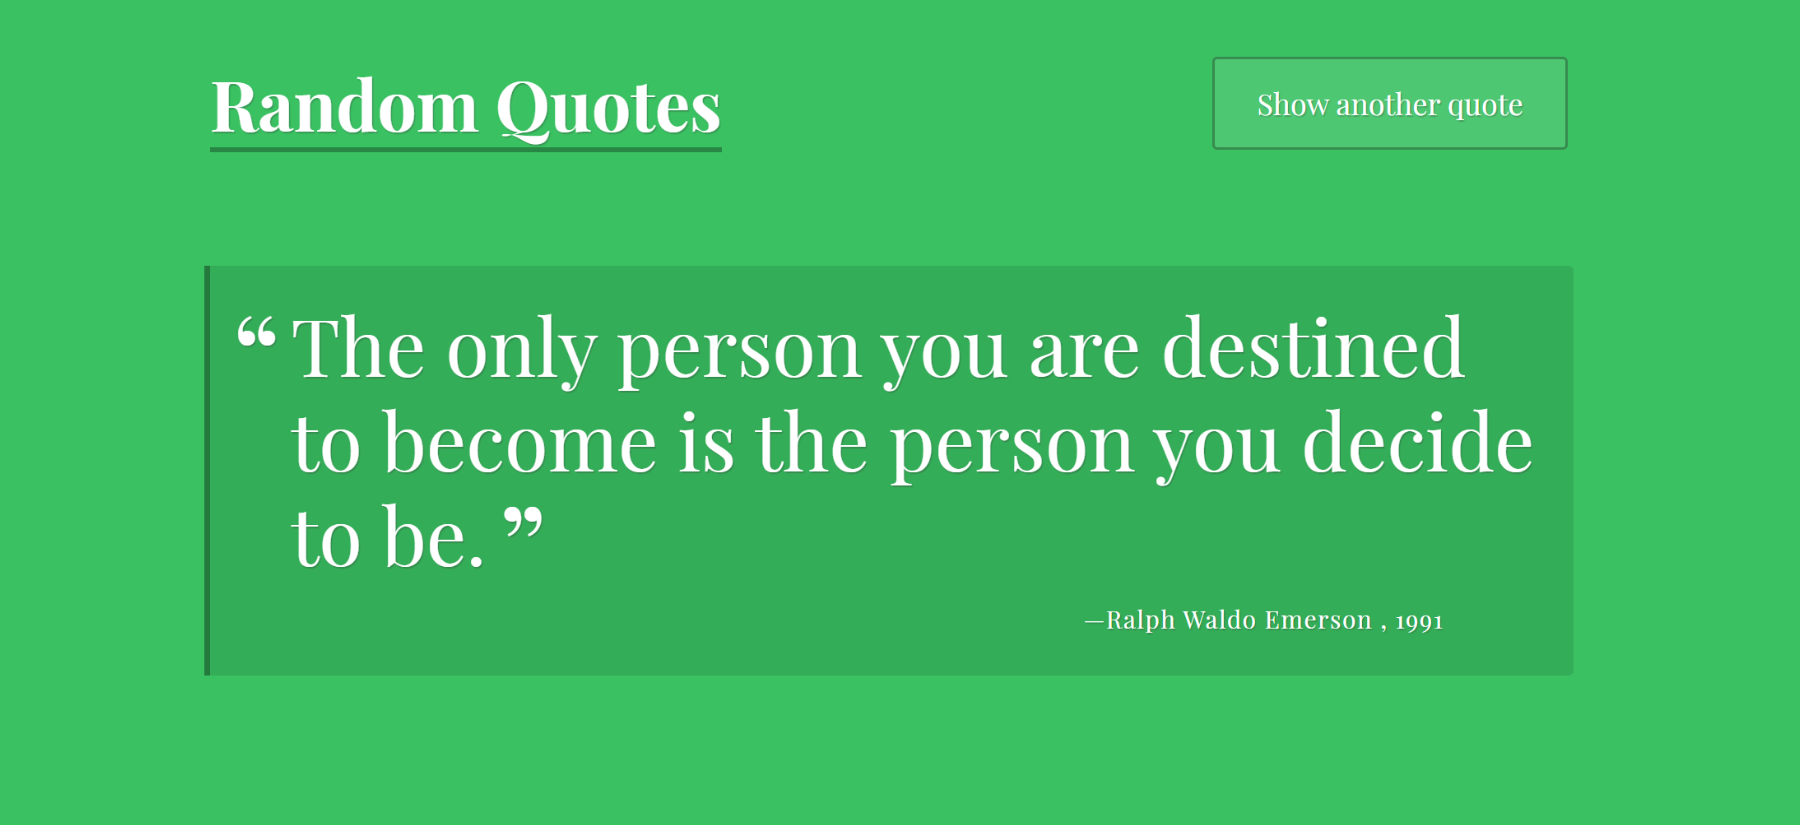 Random Quotes
Show another quote
“ The only person you are destined
to become is the person you decide
to be. ”
—Ralph Waldo Emerson , 1991